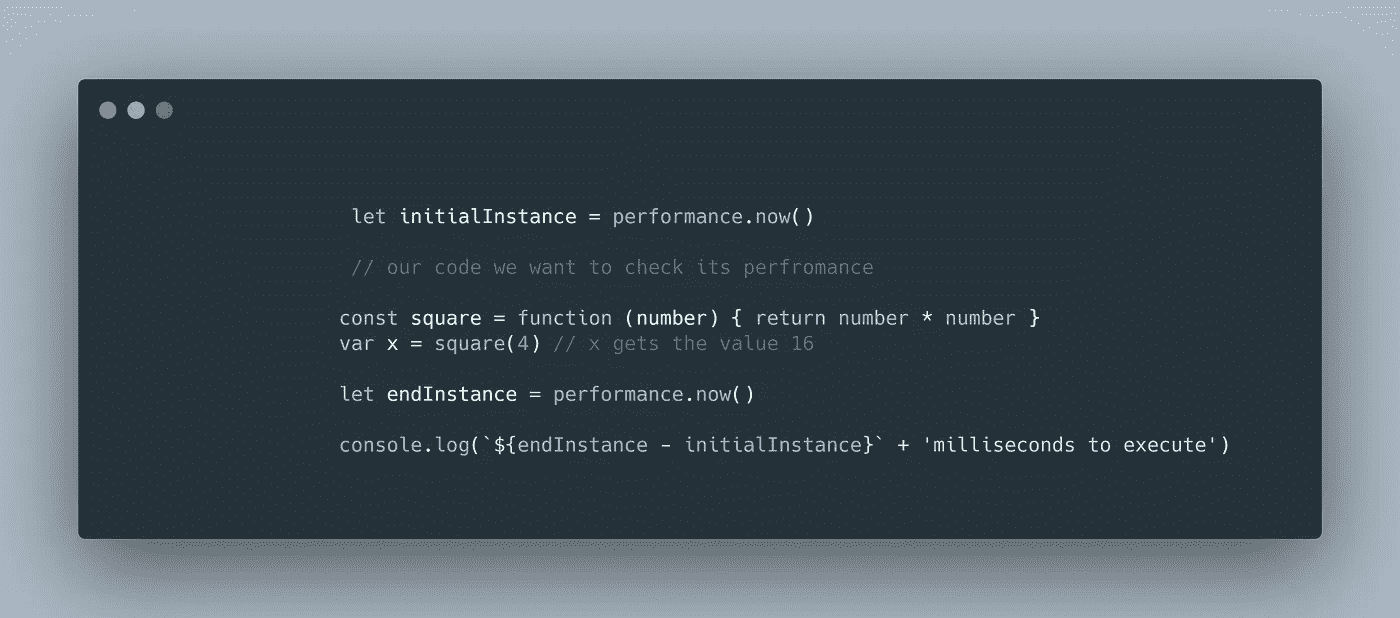 let initialInstance = performance.now()
// our code we want to check its perfromance
const square = function (number) { return number * number }
var x = square(4) // x gets the value 16
let endInstance = performance.now()
console.log(`${endInstance - initialInstance}` + 'milliseconds to execute')